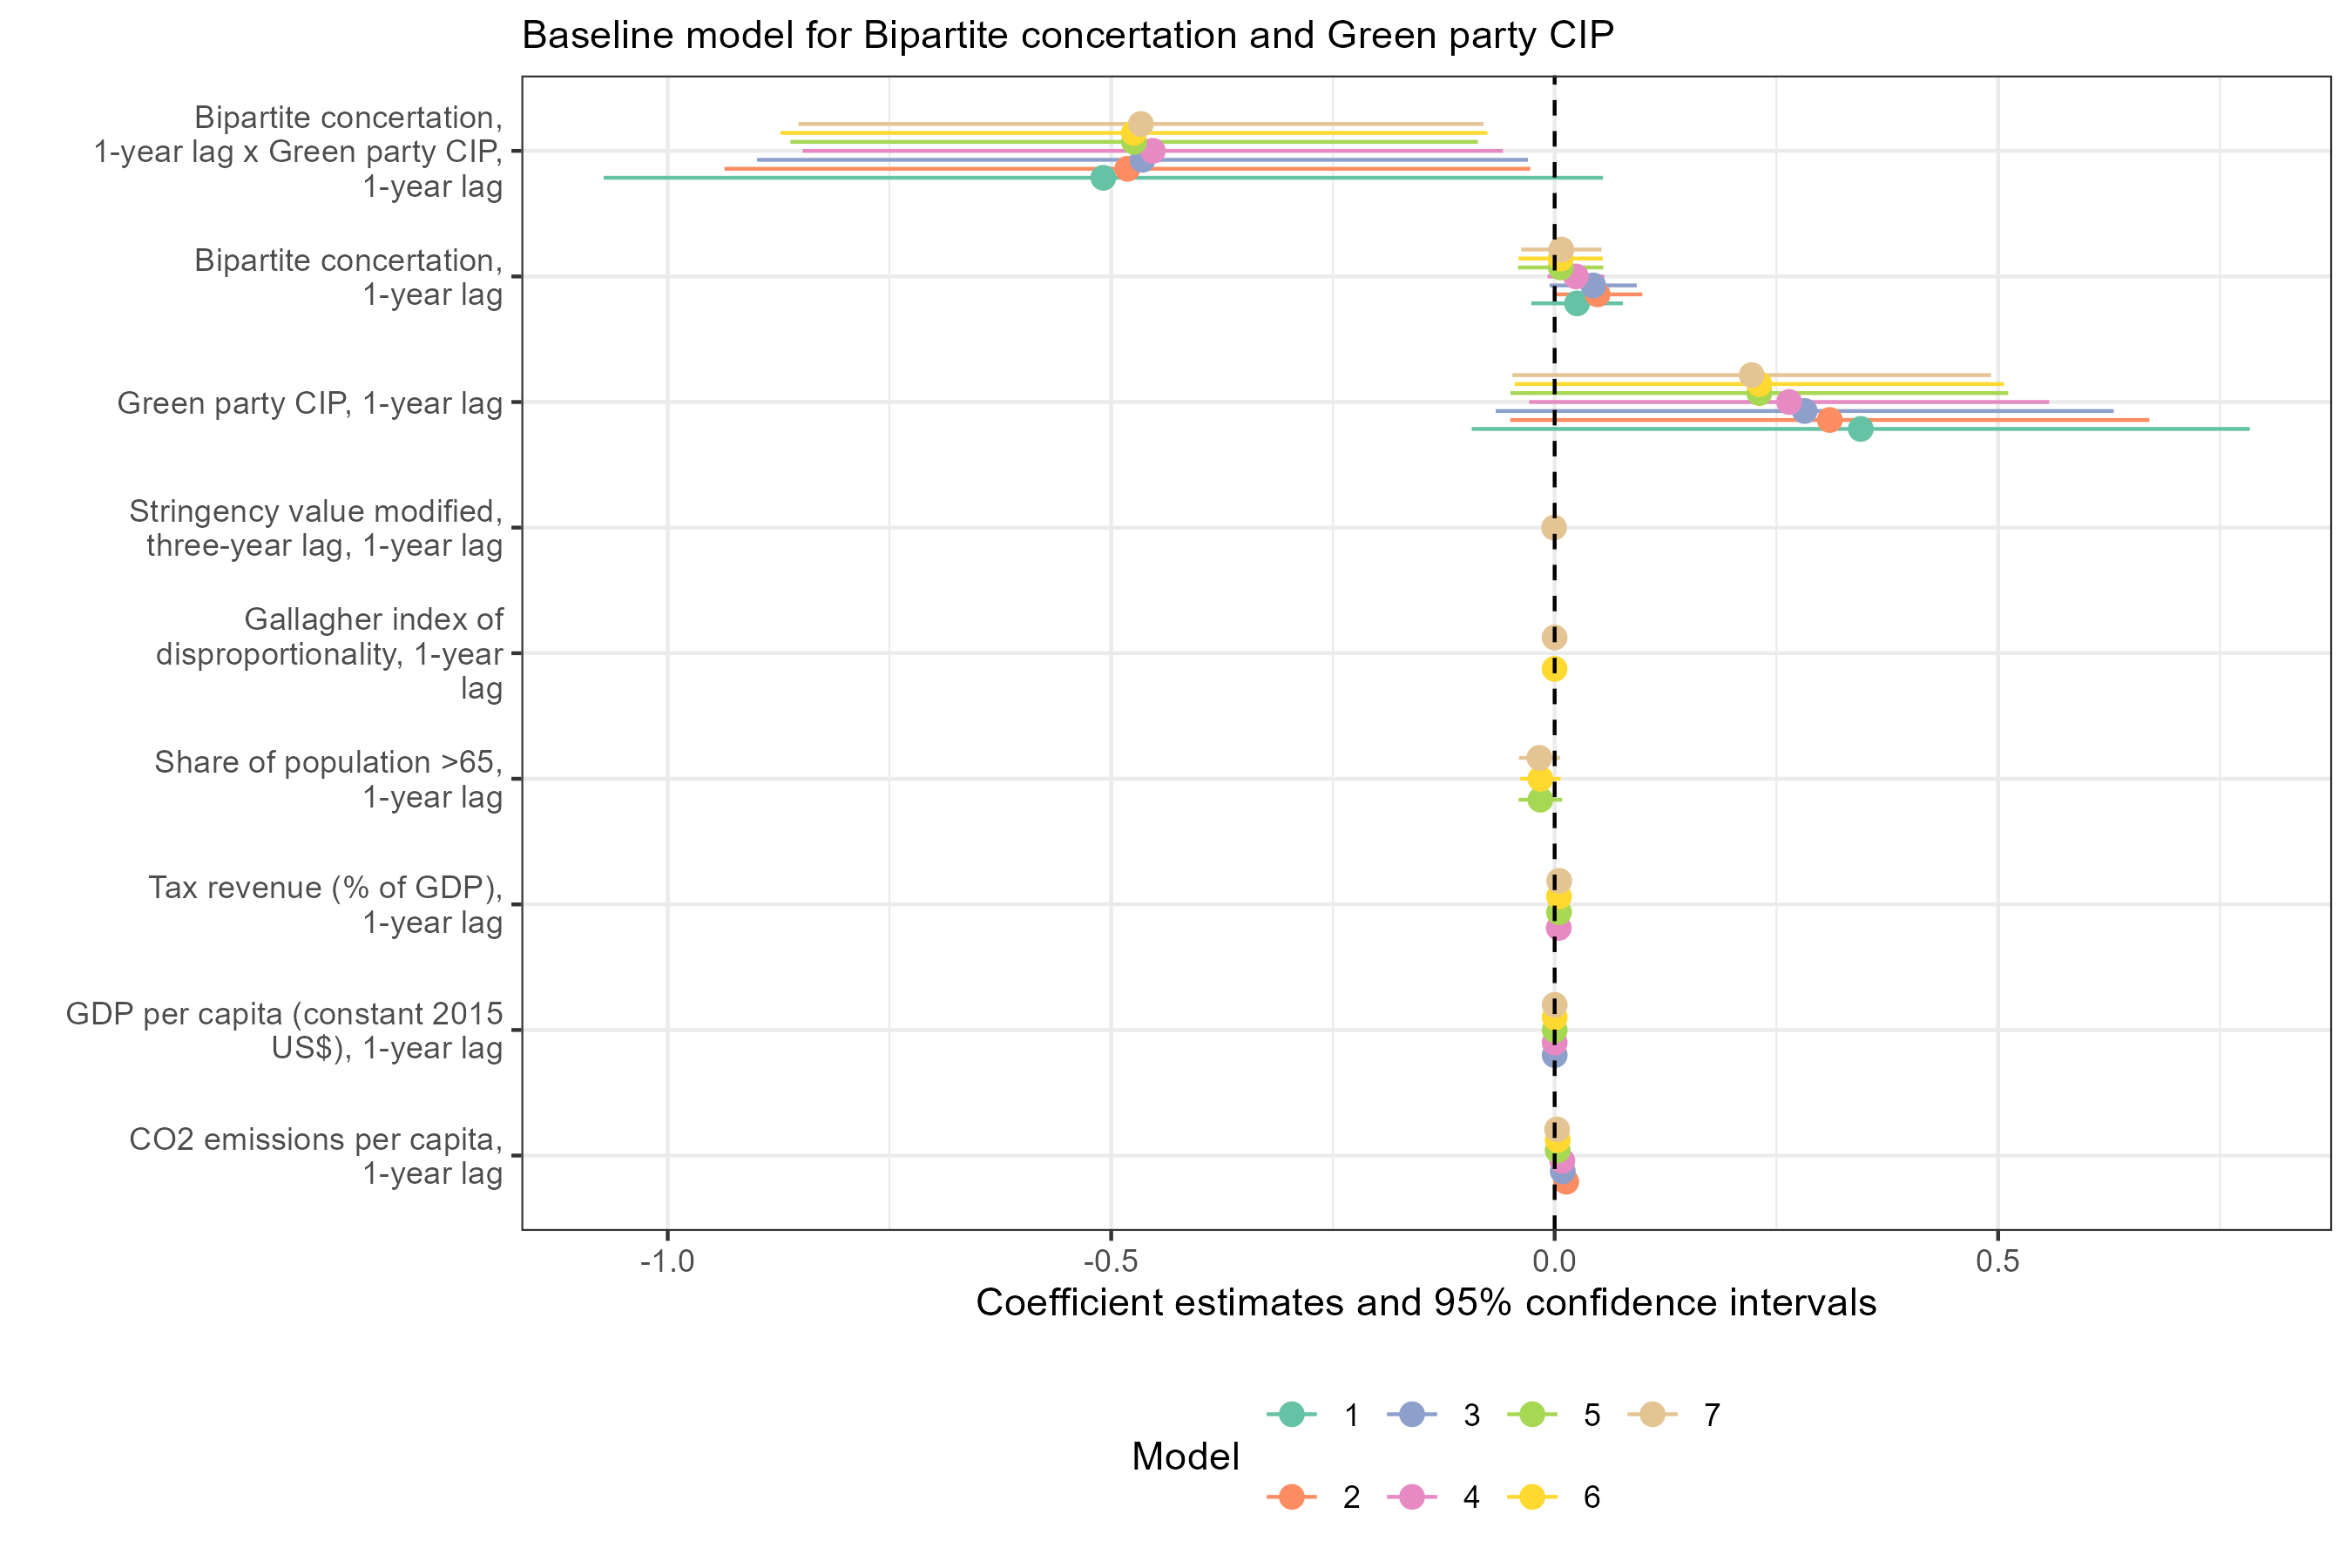 Baseline model for Bipartite concertation and Green party CIP
Bipartite concertation,
1-year lag x Green party CIP,
1-year lag
Bipartite concertation,
1-year lag
Green party CIP, 1-year lag
Stringency value modified,
three-year lag, 1-year lag
Gallagher index of
disproportionality, 1-year
lag
Share of population >65,
1-year lag
Tax revenue (% of GDP),
1-year lag
GDP per capita (constant 2015
US$), 1-year lag
CO2 emissions per capita,
1-year lag
-1.0 -0.5 0.0 0.5
Coefficient estimates and 95% confidence intervals
1 3 5 7
Model
2 4 6